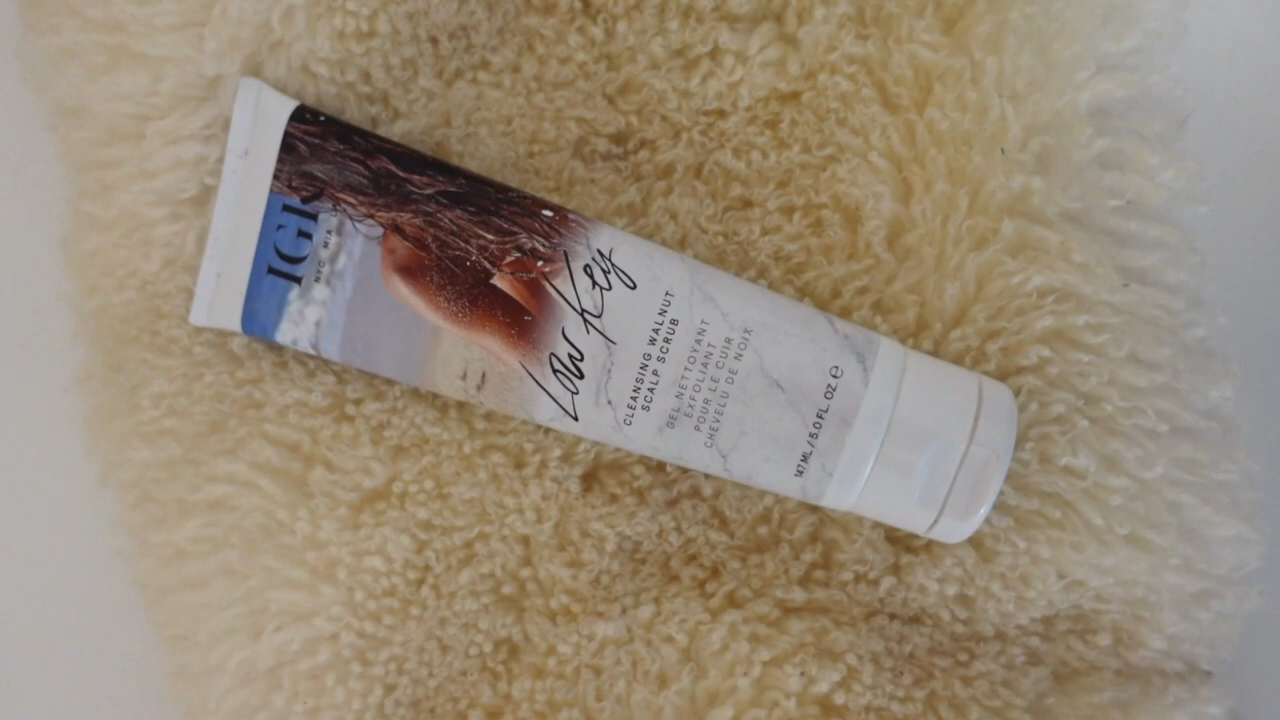 IGK
NYC MIA
Low Key
CLEANSING WALNUT
SCALP SCRUB
GEL NETTOYANT
EXFOLIANT
POUR LE CUIR
CHEVELU DE NOIX
147 ML / 5.0 FL. OZ. ℮